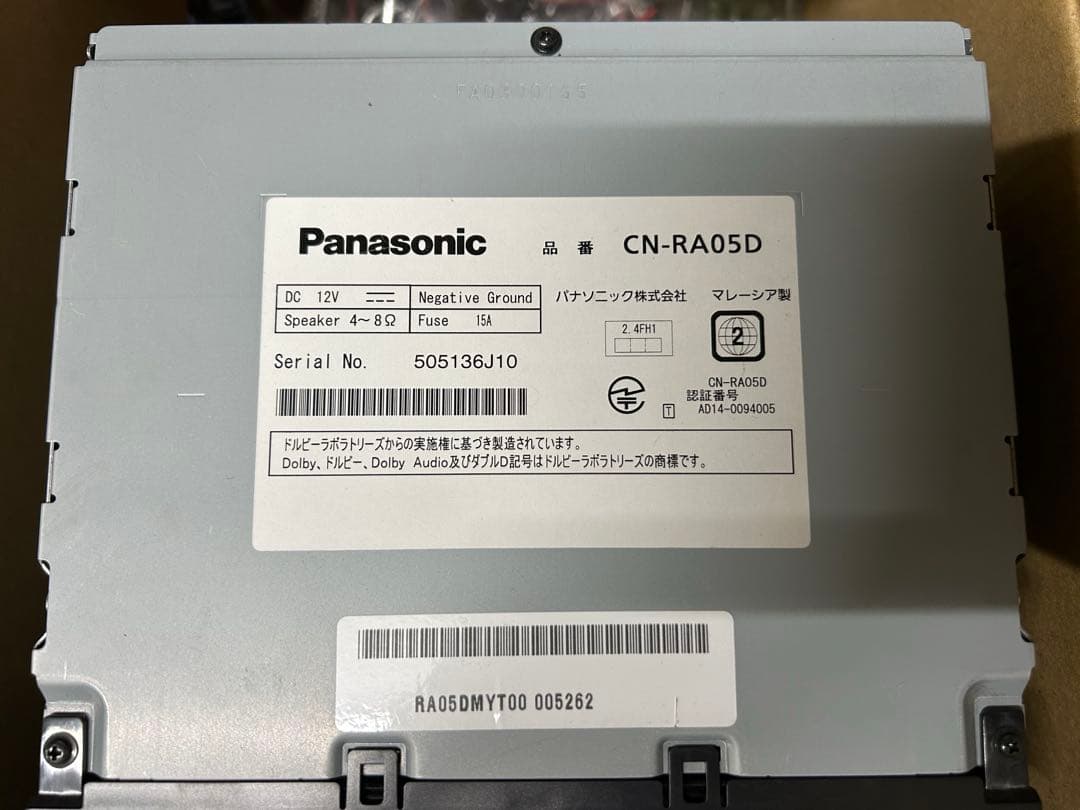 Panasonic 品番 CN-RA05D
DC 12V Negative Ground
Speaker 4～8Ω Fuse 15A
パナソニック株式会社 マレーシア製
2.4FH1
2
Serial No. 505136J10
CN-RA05D
認証番号
T AD14-0094005
ドルビーラボラトリーズからの実施権に基づき製造されています。
Dolby、ドルビー、Dolby Audio及びダブルD記号はドルビーラボラトリーズの商標です。
RA05DMYT00 005262